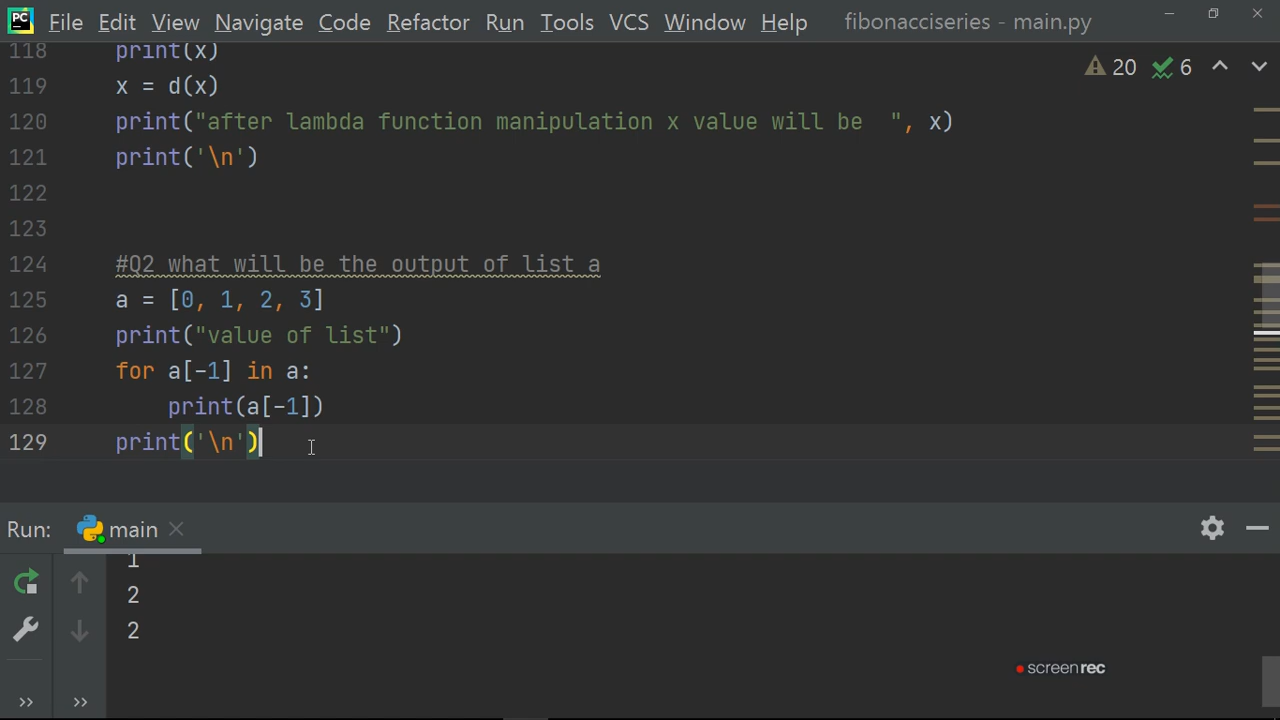 PC File Edit View Navigate Code Refactor Run Tools VCS Window Help fibonacciseries - main.py
118 print(x)
20 6
119 x = d(x)
120 print("after lambda function manipulation x value will be  ", x)
121 print('\n')
122
123
124 #Q2 what will be the output of list a
125 a = [0, 1, 2, 3]
126 print("value of list")
127 for a[-1] in a:
128     print(a[-1])
129 print('\n')
Run: main
1
2
2
screenrec